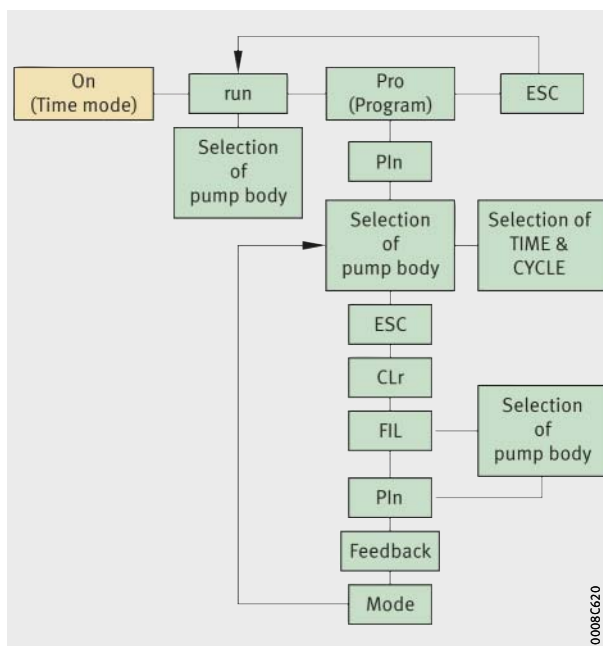 On
(Time mode)
run
Pro
(Program)
ESC
Selection
of
pump body
PIn
Selection
of
pump body
Selection of
TIME &
CYCLE
ESC
CLr
FIL
Selection
of
pump body
PIn
Feedback
Mode
0008C620